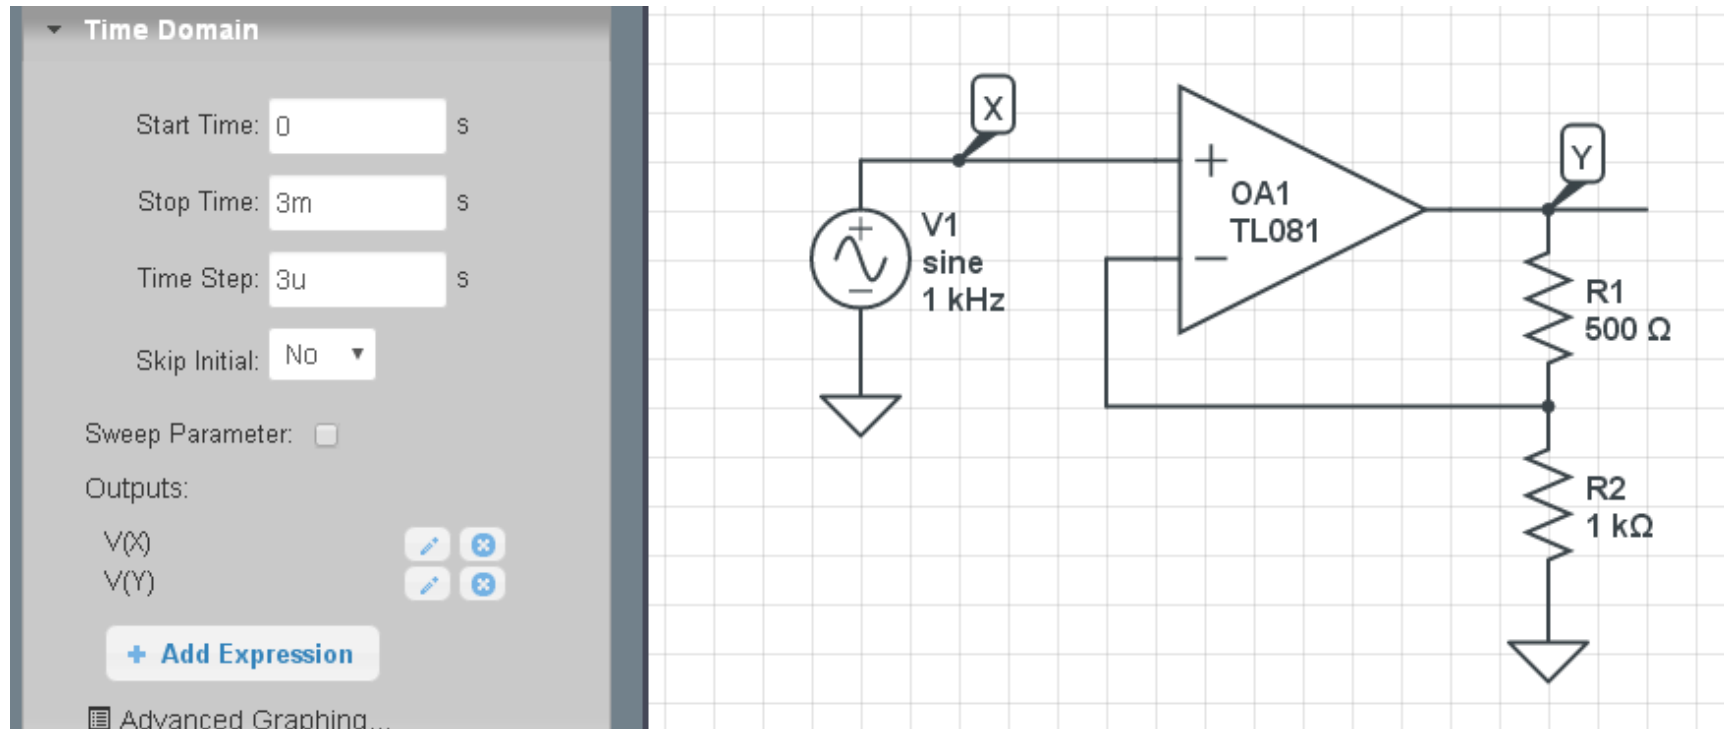 Time Domain
Start Time: 0 s
Stop Time: 3m s
Time Step: 3u s
Skip Initial: No
Sweep Parameter:
Outputs:
V(X)
V(Y)
+ Add Expression
Advanced Graphing...
X
V1
sine
1 kHz
OA1
TL081
Y
R1
500 Ω
R2
1 kΩ